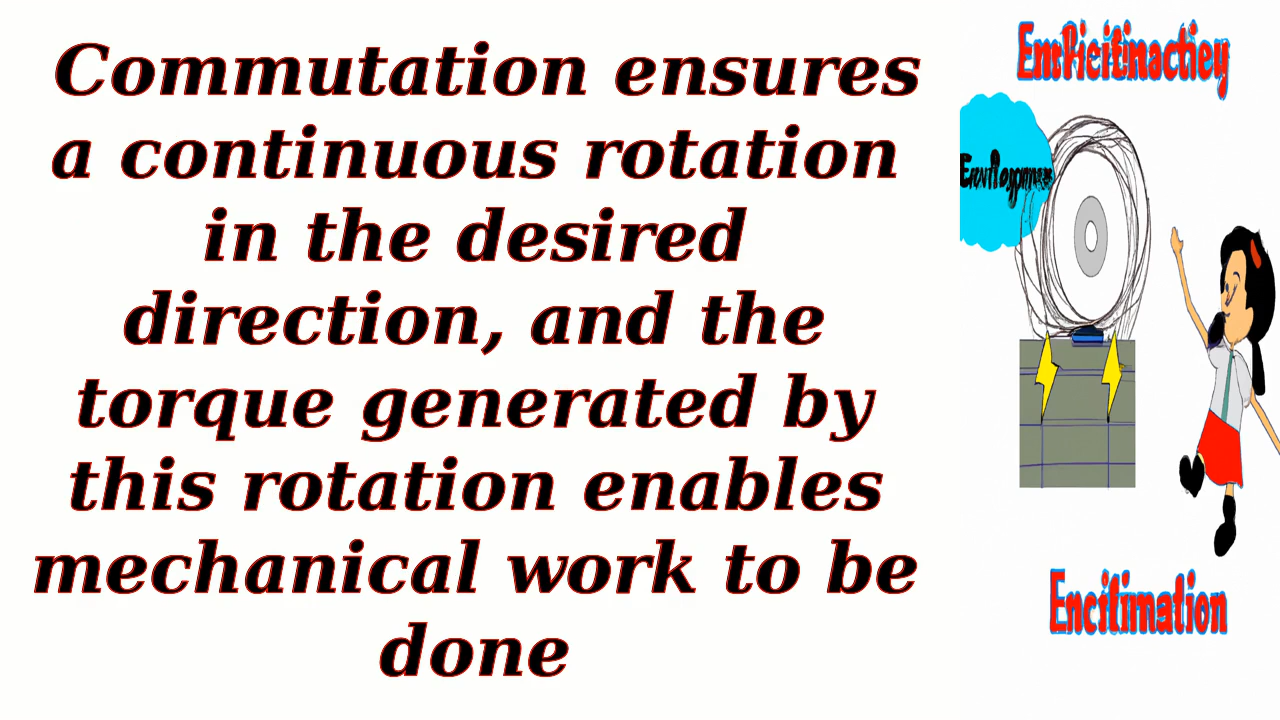 Commutation ensures
a continuous rotation
in the desired
direction, and the
torque generated by
this rotation enables
mechanical work to be
done
Encitimation